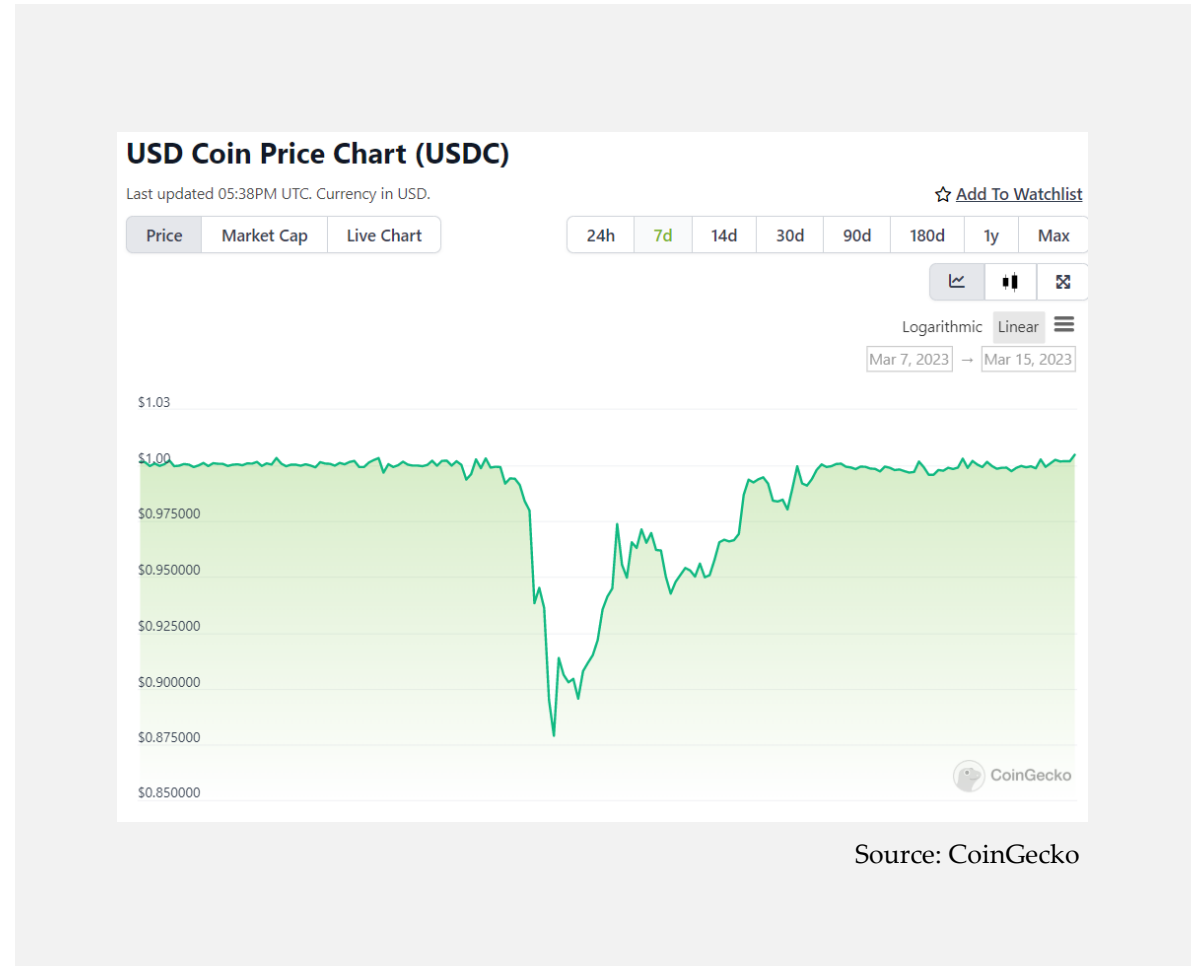 USD Coin Price Chart (USDC)
Last updated 05:38PM UTC. Currency in USD.
Add To Watchlist
Price Market Cap Live Chart
24h 7d 14d 30d 90d 180d 1y Max
Logarithmic Linear
Mar 7, 2023 → Mar 15, 2023
$1.03
$1.00
$0.975000
$0.950000
$0.925000
$0.900000
$0.875000
CoinGecko
$0.850000
Source: CoinGecko